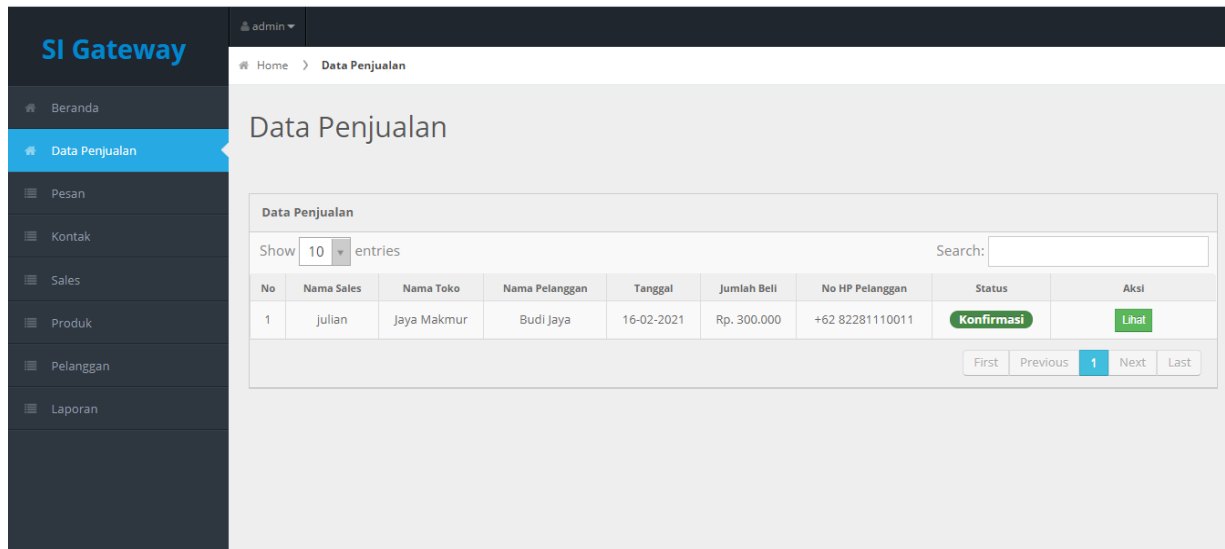 SI Gateway
admin
Home > Data Penjualan
Beranda
Data Penjualan
Pesan
Kontak
Sales
Produk
Pelanggan
Laporan
Data Penjualan
Data Penjualan
Show 10 entries
Search:
No Nama Sales Nama Toko Nama Pelanggan Tanggal Jumlah Beli No HP Pelanggan Status Aksi
1 julian Jaya Makmur Budi Jaya 16-02-2021 Rp. 300.000 +62 82281110011 Konfirmasi Lihat
First Previous 1 Next Last